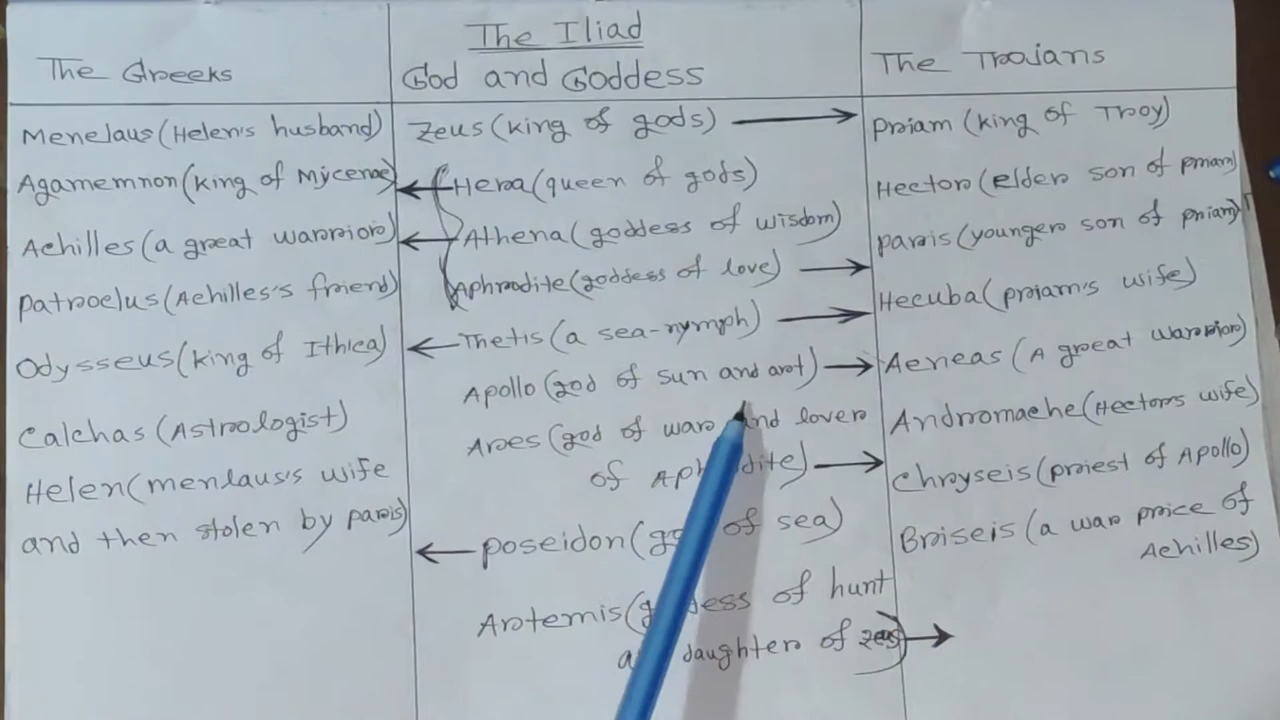 The Iliad
The Greeks
God and Goddess
The Trojans
Menelaus (Helen's husband)
Agamemnon (king of Mycenae)
Achilles (a great warrior)
Patroclus (Achilles's friend)
Odysseus (king of Ithica)
Calchas (Astrologist)
Helen (menlaus's wife
and then stolen by paris)
Zeus (king of gods)
Hera (queen of gods)
Athena (goddess of wisdom)
Aphrodite (goddess of love)
Thetis (a sea-nymph)
Apollo (god of sun and art)
Ares (god of war and lover
of Aphrodite)
Poseidon (god of sea)
Artemis (goddess of hunt
daughter of zeus)
Priam (king of Troy)
Hector (elder son of priam)
Paris (younger son of priam)
Hecuba (priam's wife)
Aeneas (A great warrior)
Andromache (Hector's wife)
Chryseis (priest of Apollo)
Briseis (a war price of
Achilles)